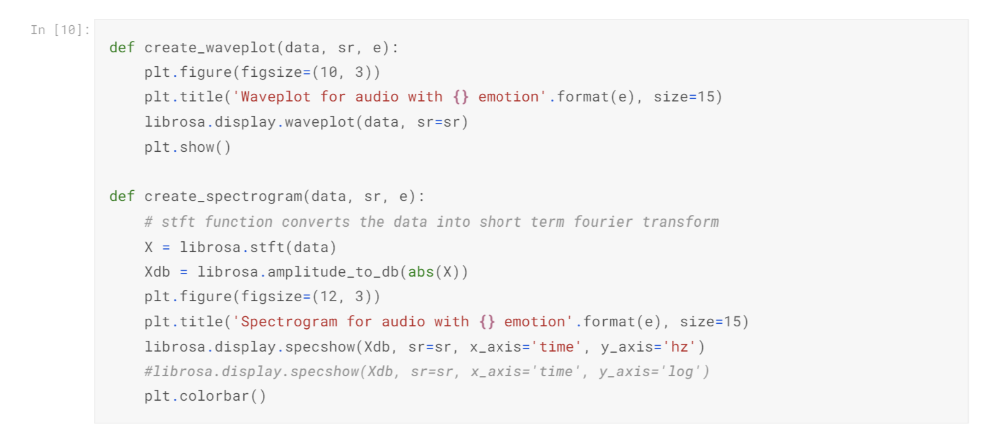 In [10]:
def create_waveplot(data, sr, e):
    plt.figure(figsize=(10, 3))
    plt.title('Waveplot for audio with {} emotion'.format(e), size=15)
    librosa.display.waveplot(data, sr=sr)
    plt.show()

def create_spectrogram(data, sr, e):
    # stft function converts the data into short term fourier transform
    X = librosa.stft(data)
    Xdb = librosa.amplitude_to_db(abs(X))
    plt.figure(figsize=(12, 3))
    plt.title('Spectrogram for audio with {} emotion'.format(e), size=15)
    librosa.display.specshow(Xdb, sr=sr, x_axis='time', y_axis='hz')
    #librosa.display.specshow(Xdb, sr=sr, x_axis='time', y_axis='log')
    plt.colorbar()